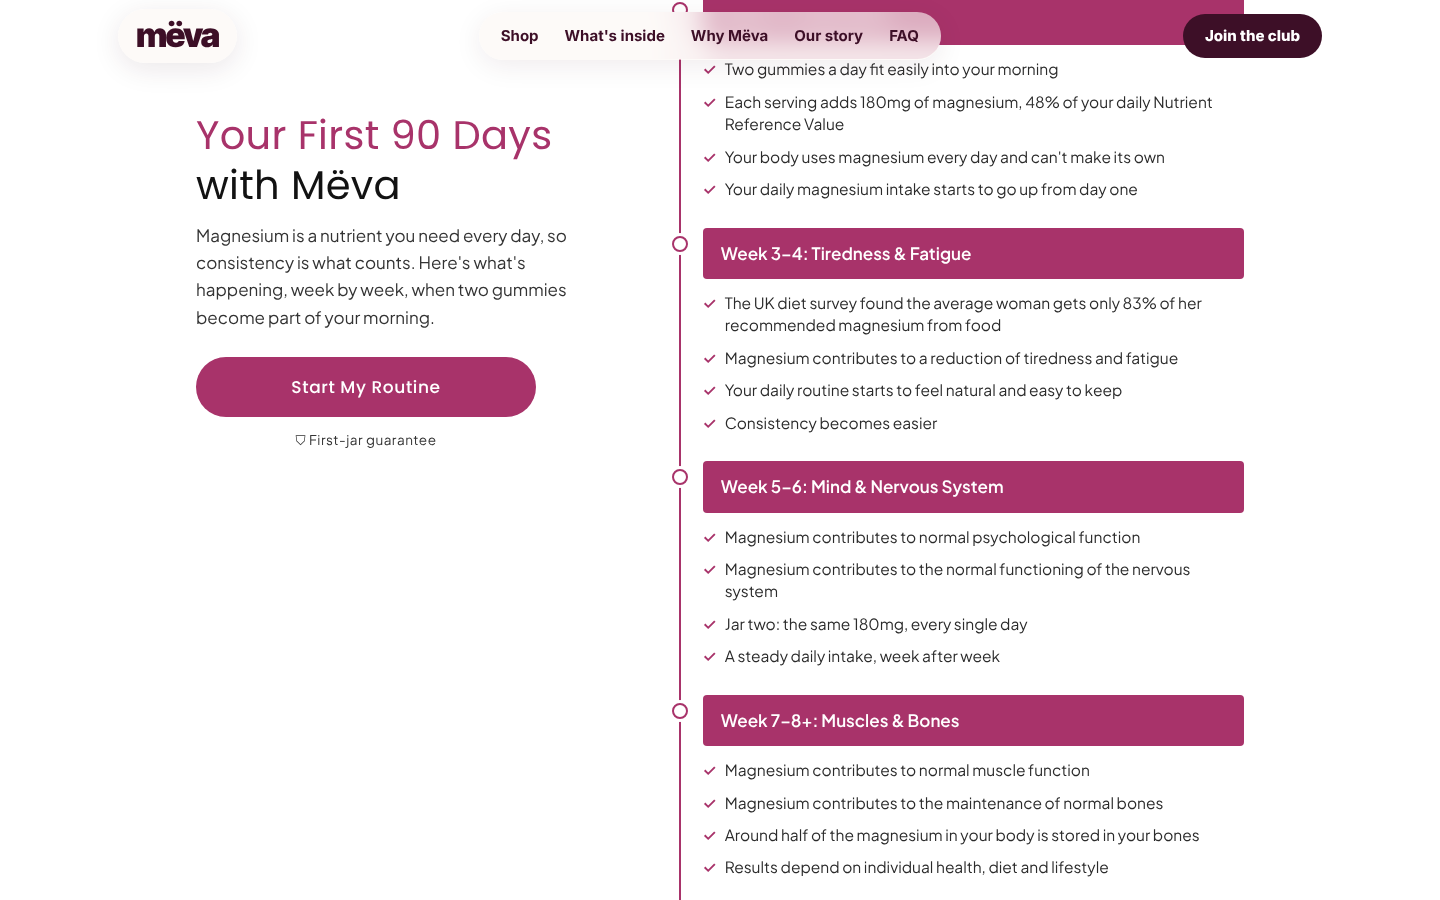 mëva
Shop
What's inside
Why Mëva
Our story
FAQ
Join the club
Your First 90 Days
with Mëva
Magnesium is a nutrient you need every day, so
consistency is what counts. Here's what's
happening, week by week, when two gummies
become part of your morning.
Start My Routine
First-jar guarantee
Two gummies a day fit easily into your morning
Each serving adds 180mg of magnesium, 48% of your daily Nutrient
Reference Value
Your body uses magnesium every day and can't make its own
Your daily magnesium intake starts to go up from day one
Week 3–4: Tiredness & Fatigue
The UK diet survey found the average woman gets only 83% of her
recommended magnesium from food
Magnesium contributes to a reduction of tiredness and fatigue
Your daily routine starts to feel natural and easy to keep
Consistency becomes easier
Week 5–6: Mind & Nervous System
Magnesium contributes to normal psychological function
Magnesium contributes to the normal functioning of the nervous
system
Jar two: the same 180mg, every single day
A steady daily intake, week after week
Week 7–8+: Muscles & Bones
Magnesium contributes to normal muscle function
Magnesium contributes to the maintenance of normal bones
Around half of the magnesium in your body is stored in your bones
Results depend on individual health, diet and lifestyle